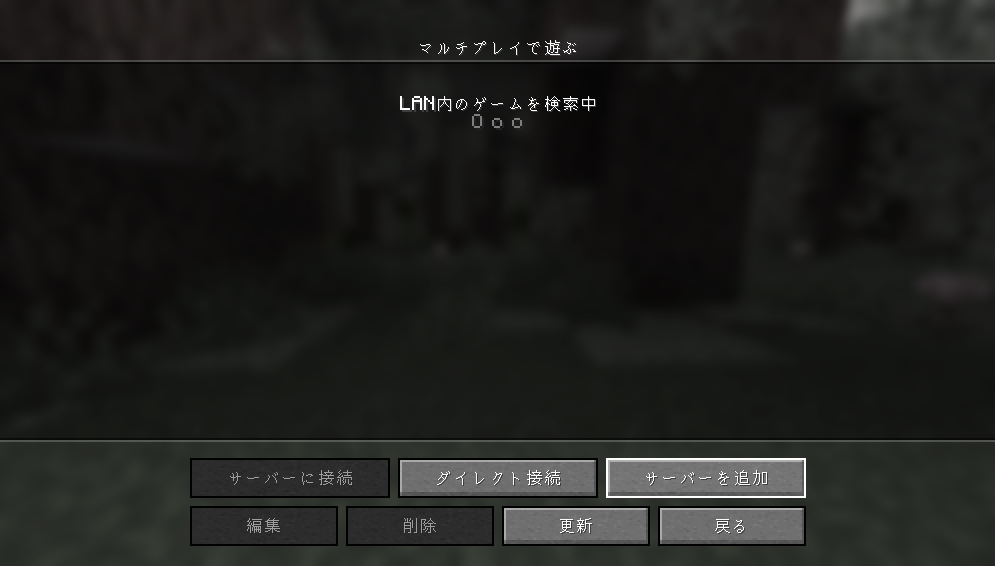 マルチプレイで遊ぶ
LAN内のゲームを検索中
O o o
サーバーに接続
ダイレクト接続
サーバーを追加
編集
削除
更新
戻る